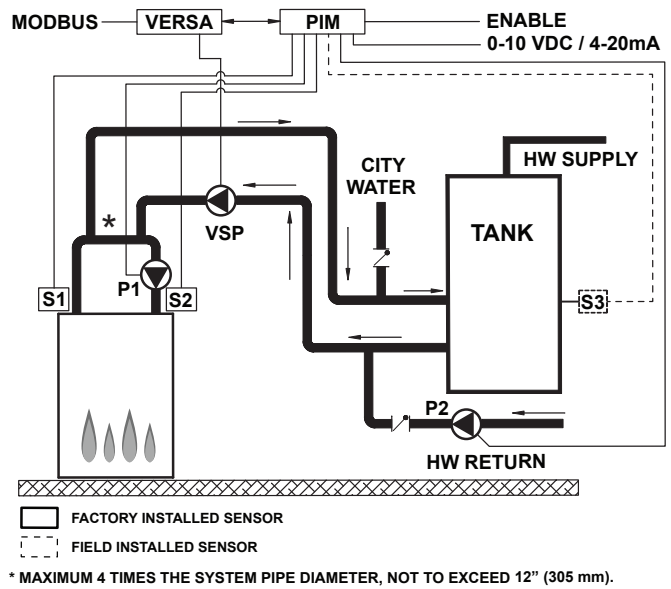 MODBUS
VERSA
PIM
ENABLE
0-10 VDC / 4-20mA
CITY
WATER
HW SUPPLY
VSP
TANK
*
P1
S1
S2
S3
P2
HW RETURN
FACTORY INSTALLED SENSOR
FIELD INSTALLED SENSOR
* MAXIMUM 4 TIMES THE SYSTEM PIPE DIAMETER, NOT TO EXCEED 12” (305 mm).